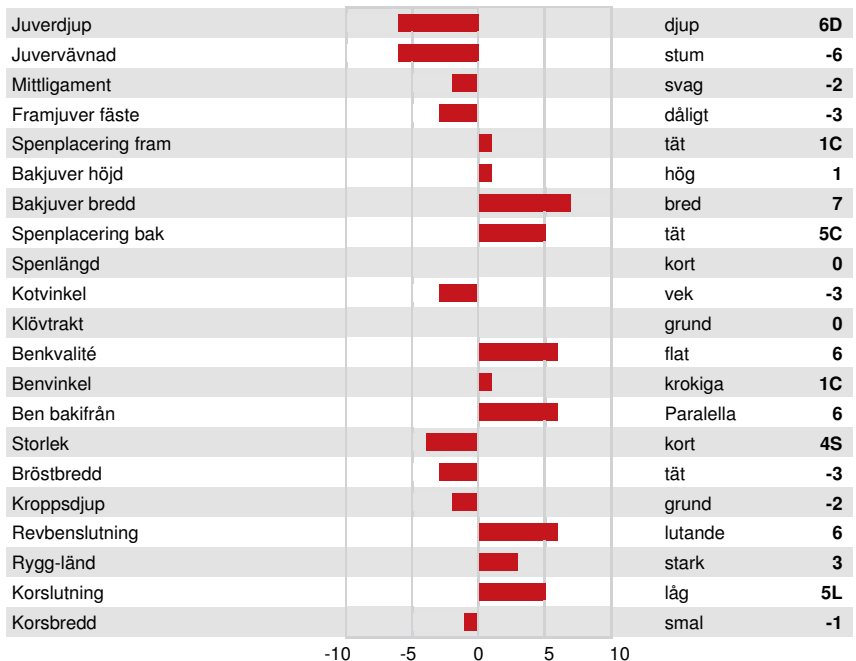 Juverdjup djup 6D
Juvervävnad stum -6
Mittligament svag -2
Framjuver fäste dåligt -3
Spenplacering fram tät 1C
Bakjuver höjd hög 1
Bakjuver bredd bred 7
Spenplacering bak tät 5C
Spenlängd kort 0
Kotvinkel vek -3
Klövtrakt grund 0
Benkvalité flat 6
Benvinkel krokiga 1C
Ben bakifrån Paralella 6
Storlek kort 4S
Bröstbredd tät -3
Kroppsdjup grund -2
Revbenslutning lutande 6
Rygg-länd stark 3
Korslutning låg 5L
Korsbredd smal -1
-10 -5 0 5 10